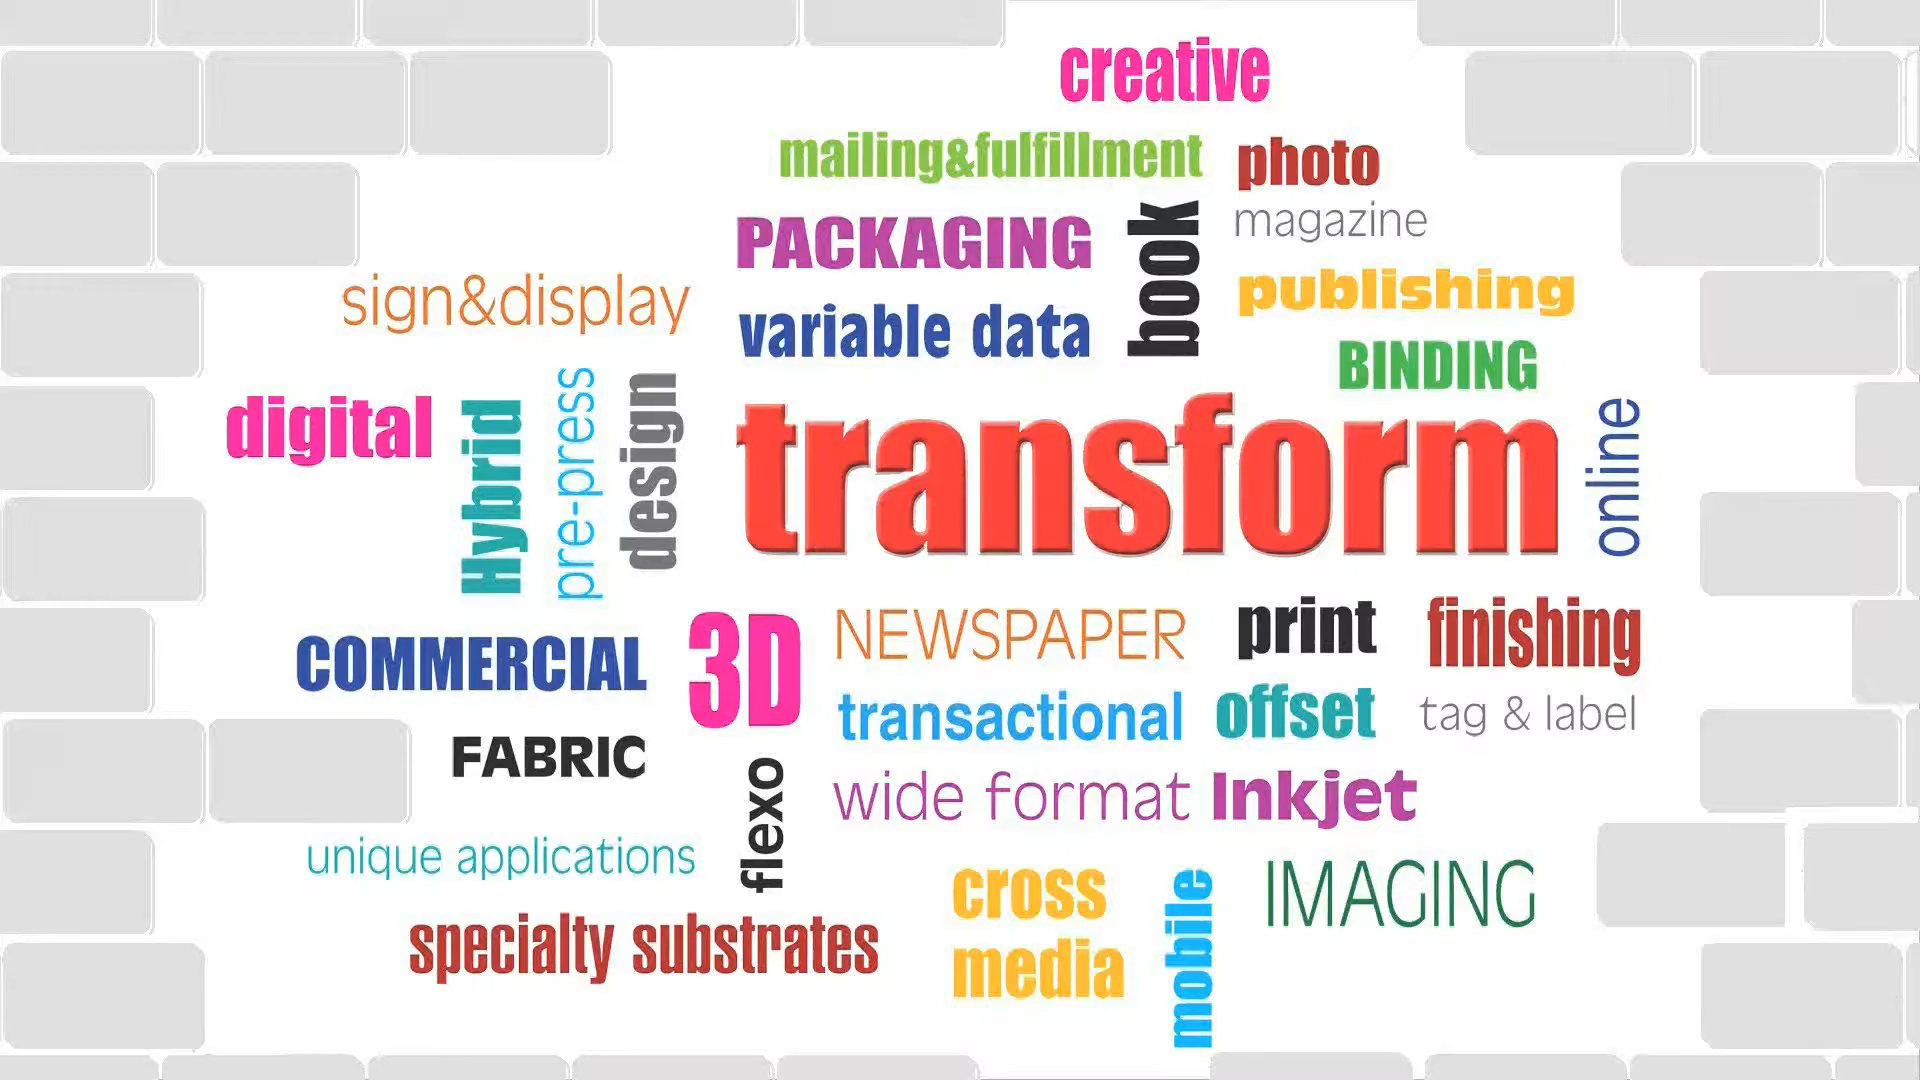 creative
mailing&fulfillment
photo
PACKAGING
book
magazine
sign&display
variable data
publishing
BINDING
digital
Hybrid
pre-press
design
transform
online
COMMERCIAL
3D
NEWSPAPER
print
finishing
transactional
offset
tag & label
FABRIC
flexo
wide format
Inkjet
unique applications
cross
media
mobile
IMAGING
specialty substrates